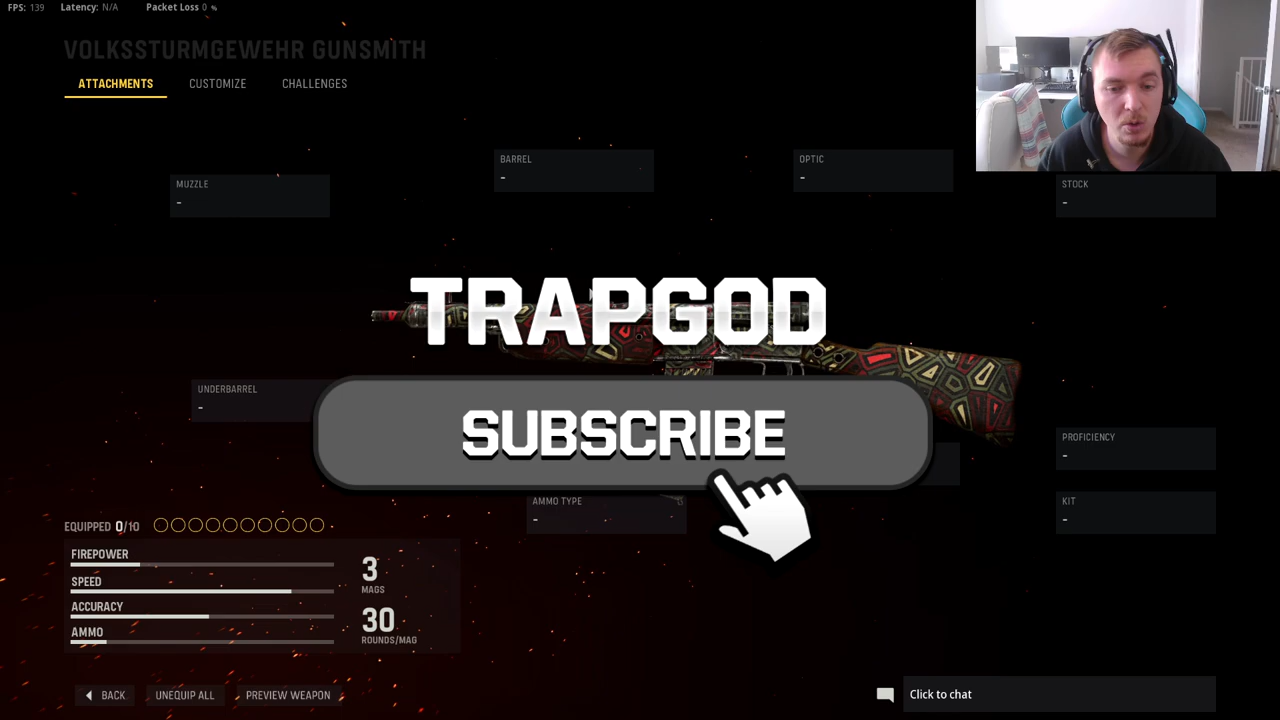 FPS: 139 Latency: N/A Packet Loss 0 %
VOLKSSTURMGEWEHR GUNSMITH
ATTACHMENTS CUSTOMIZE CHALLENGES
BARREL
-
OPTIC
-
MUZZLE
-
STOCK
-
TRAPGOD
UNDERBARREL
-
SUBSCRIBE
PROFICIENCY
-
AMMO TYPE
-
KIT
-
EQUIPPED 0/10
FIREPOWER
SPEED
ACCURACY
AMMO
3
MAGS
30
ROUNDS/MAG
BACK UNEQUIP ALL PREVIEW WEAPON
Click to chat